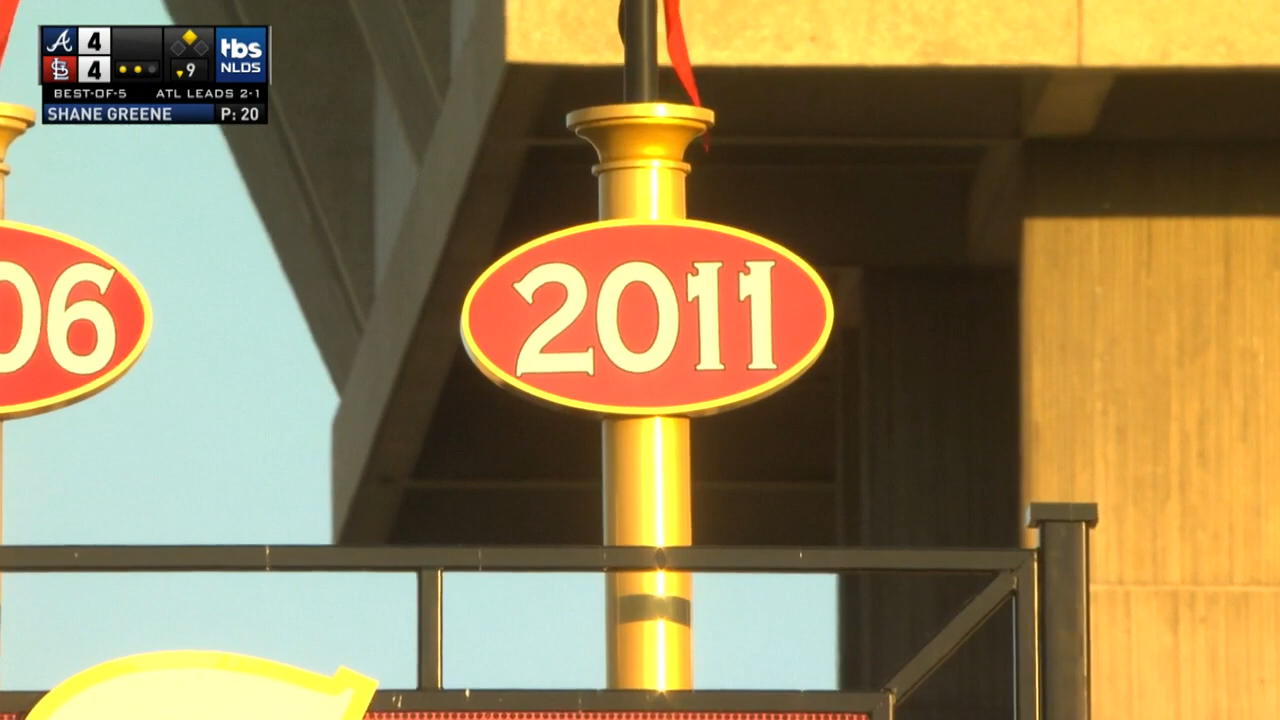 4
4
9
tbs
NLDS
BEST-OF-5 ATL LEADS 2-1
SHANE GREENE P: 20
06
2011